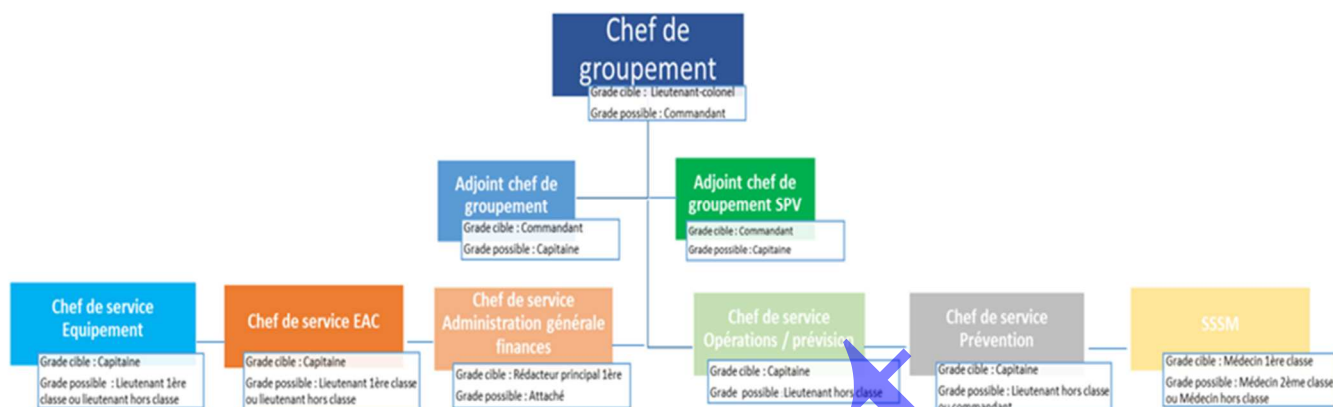 Chef de
groupement
Grade cible : Lieutenant-colonel
Grade possible : Commandant
Adjoint chef de
groupement
Grade cible : Commandant
Grade possible : Capitaine
Adjoint chef de
groupement SPV
Grade cible : Commandant
Grade possible : Capitaine
Chef de service
Equipement
Grade cible : Capitaine
Grade possible : Lieutenant 1ère
classe ou lieutenant hors classe
Chef de service EAC
Grade cible : Capitaine
Grade possible : Lieutenant 1ère classe
ou lieutenant hors classe
Chef de service
Administration générale
finances
Grade cible : Rédacteur principal 1ère
Grade possible : Attaché
Chef de service
Opérations / prévision
Grade cible : Capitaine
Grade possible : Lieutenant hors classe
Chef de service
Prévention
Grade cible : Capitaine
Grade possible : Lieutenant hors classe
ou commandant
SSSM
Grade cible : Médecin 1ère classe
Grade possible : Médecin 2ème classe
ou Médecin hors classe